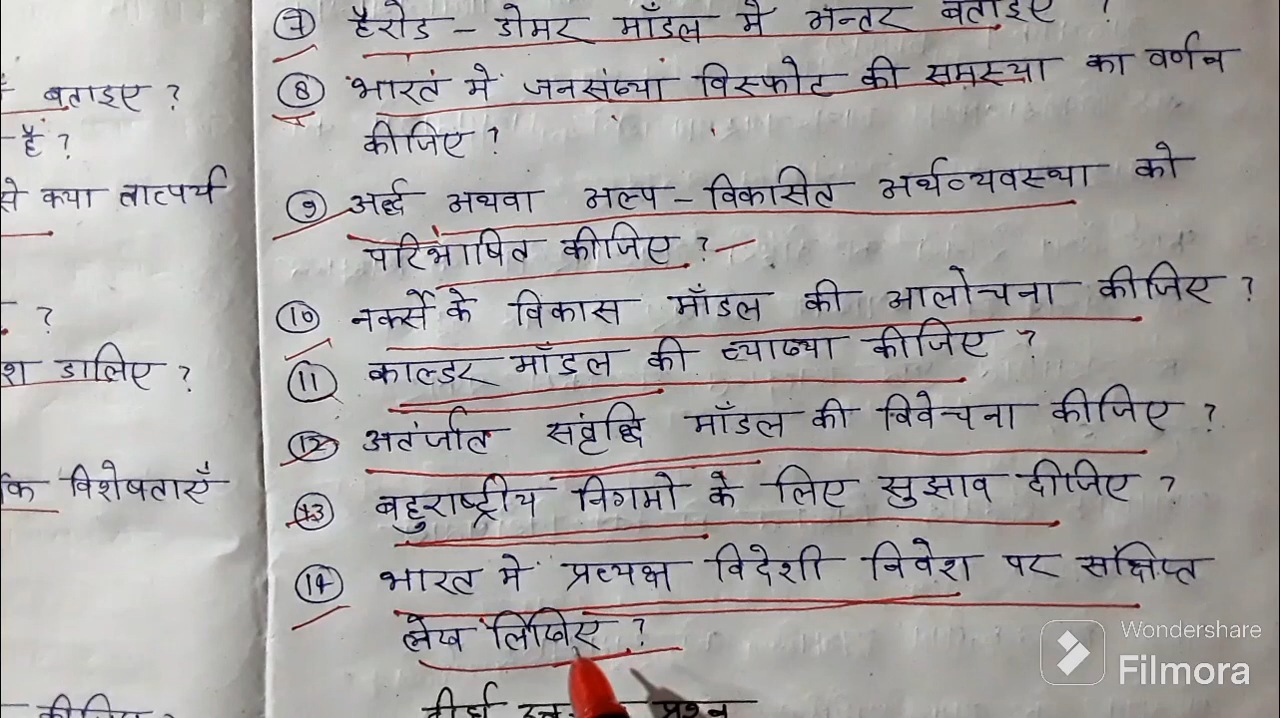 ⑦ हैरोड - डोमर मॉडल मे अन्तर बताइए ?
⑧ भारत मे जनसंख्या विस्फोट की समस्या का वर्णन
कीजिए ?
⑨ अर्द्ध अथवा अल्प - विकासित अर्थव्यवस्था को
परिभाषित कीजिए ?
⑩ नर्क्से के विकास मॉडल की आलोचना कीजिए ?
⑪ काल्डर मॉडल की व्याख्या कीजिए ?
⑫ अतंर्जात संवृद्धि मॉडल की विवेचना कीजिए ?
⑬ बहुराष्ट्रीय निगमो के लिए सुझाव दीजिए ?
⑭ भारत मे प्रत्यक्ष विदेशी निवेश पर संक्षिप्त
लेख लिखिए ?
प्रश्न
बताइए ?
है ?
से क्या तात्पर्य
?
डालिए ?
विशेषताएँ
Wondershare
Filmora